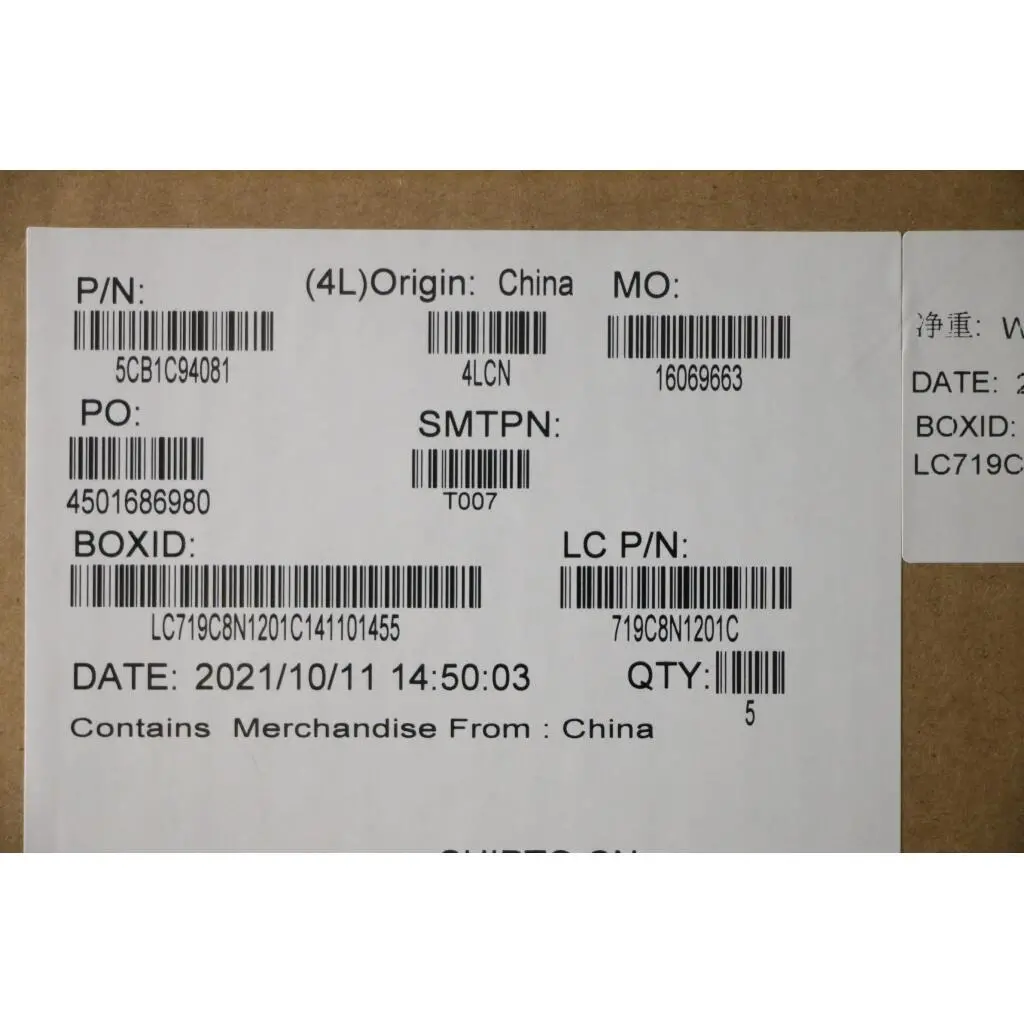 P/N: (4L)Origin: China MO:
5CB1C94081 4LCN 16069663
PO: SMTPN:
4501686980 T007
BOXID: LC P/N:
LC719C8N1201C141101455 719C8N1201C
DATE: 2021/10/11 14:50:03 QTY:
5
Contains Merchandise From : China
净重:
DATE: 2
BOXID:
LC719C